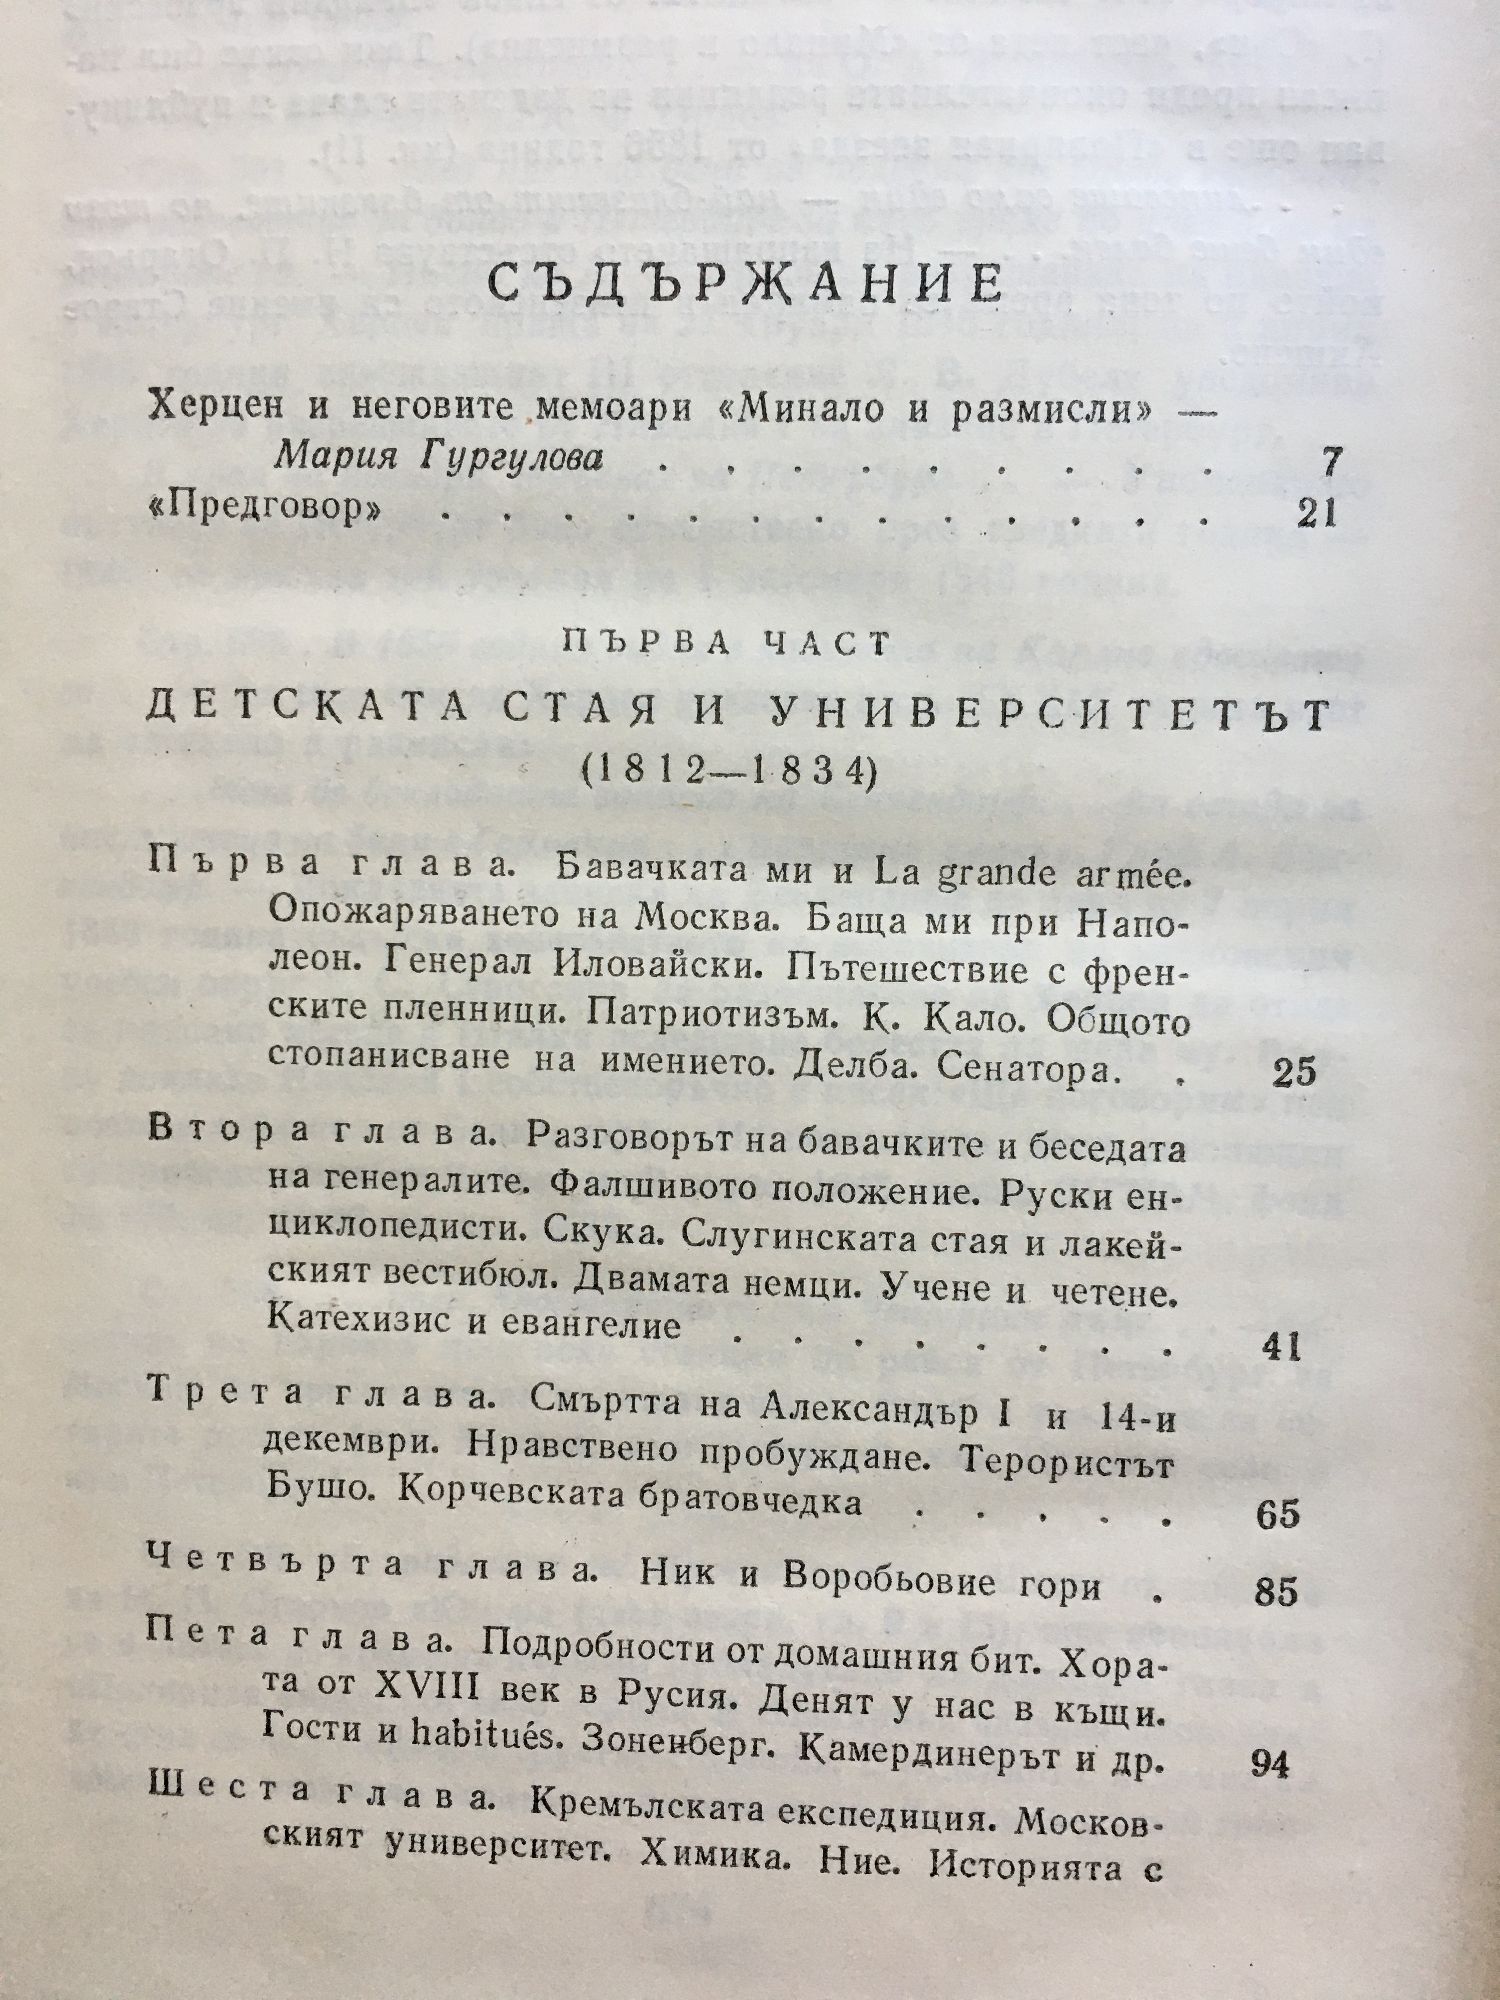 СЪДЪРЖАНИЕ
Херцен и неговите мемоари «Минало и размисли» —
Мария Гургулова . . . . . . . . . 7
«Предговор» . . . . . . . . . . . . . 21
ПЪРВА ЧАСТ
ДЕТСКАТА СТАЯ И УНИВЕРСИТЕТЪТ
(1812—1834)
Първа глава. Бавачката ми и La grande armée.
Опожаряването на Москва. Баща ми при Напо-
леон. Генерал Иловайски. Пътешествие с френ-
ските пленници. Патриотизъм. К. Кало. Общото
стопанисване на имението. Делба. Сенатора. . 25
Втора глава. Разговорът на бавачките и беседата
на генералите. Фалшивото положение. Руски ен-
циклопедисти. Скука. Слугинската стая и лакей-
ският вестибюл. Двамата немци. Учене и четене.
Катехизис и евангелие . . . . . . . . 41
Трета глава. Смъртта на Александър I и 14-и
декември. Нравствено пробуждане. Терористът
Бушо. Корчевската братовчедка . . . . . 65
Четвърта глава. Ник и Воробьовие гори . 85
Пета глава. Подробности от домашния бит. Хора-
та от XVIII век в Русия. Денят у нас в къщи.
Гости и habitués. Зоненберг. Камердинерът и др. 94
Шеста глава. Кремълската експедиция. Москов-
ският университет. Химика. Ние. Историята с